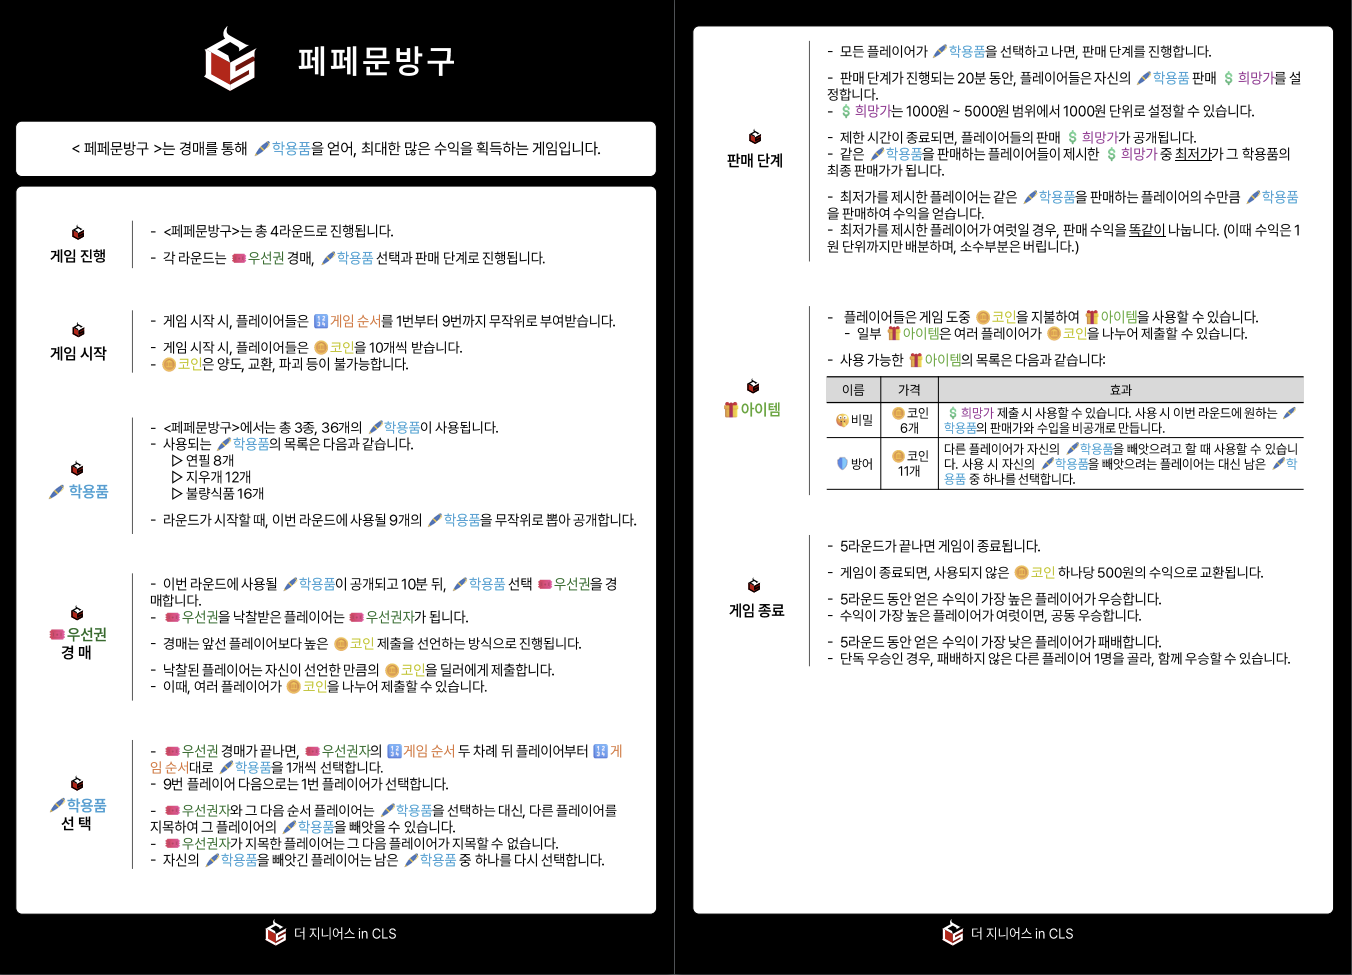 페페문방구
< 페페문방구 >는 경매를 통해 학용품을 얻어, 최대한 많은 수익을 획득하는 게임입니다.
게임 진행
- <페페문방구>는 총 4라운드로 진행됩니다.
- 각 라운드는 우선권 경매, 학용품 선택과 판매 단계로 진행됩니다.
게임 시작
- 게임 시작 시, 플레이어들은 게임 순서를 1번부터 9번까지 무작위로 부여받습니다.
- 게임 시작 시, 플레이어들은 코인을 10개씩 받습니다.
- 코인은 양도, 교환, 파괴 등이 불가능합니다.
학용품
- <페페문방구>에서는 총 3종, 36개의 학용품이 사용됩니다.
- 사용되는 학용품의 목록은 다음과 같습니다.
▷ 연필 8개
▷ 지우개 12개
▷ 불량식품 16개
- 라운드가 시작할 때, 이번 라운드에 사용될 9개의 학용품을 무작위로 뽑아 공개합니다.
우선권
경 매
- 이번 라운드에 사용될 학용품이 공개되고 10분 뒤, 학용품 선택 우선권을 경
매합니다.
- 우선권을 낙찰받은 플레이어는 우선권자가 됩니다.
- 경매는 앞선 플레이어보다 높은 코인 제출을 선언하는 방식으로 진행됩니다.
- 낙찰된 플레이어는 자신이 선언한 만큼의 코인을 딜러에게 제출합니다.
- 이때, 여러 플레이어가 코인을 나누어 제출할 수 있습니다.
학용품
선 택
- 우선권 경매가 끝나면, 우선권자의 게임 순서 두 차례 뒤 플레이어부터 게
임 순서대로 학용품을 1개씩 선택합니다.
- 9번 플레이어 다음으로는 1번 플레이어가 선택합니다.
- 우선권자와 그 다음 순서 플레이어는 학용품을 선택하는 대신, 다른 플레이어를
지목하여 그 플레이어의 학용품을 빼앗을 수 있습니다.
- 우선권자가 지목한 플레이어는 그 다음 플레이어가 지목할 수 없습니다.
- 자신의 학용품을 빼앗긴 플레이어는 남은 학용품 중 하나를 다시 선택합니다.
더 지니어스 in CLS
판매 단계
- 모든 플레이어가 학용품을 선택하고 나면, 판매 단계를 진행합니다.
- 판매 단계가 진행되는 20분 동안, 플레이어들은 자신의 학용품 판매 희망가를 설
정합니다.
- 희망가는 1000원 ~ 5000원 범위에서 1000원 단위로 설정할 수 있습니다.
- 제한 시간이 종료되면, 플레이어들의 판매 희망가가 공개됩니다.
- 같은 학용품을 판매하는 플레이어들이 제시한 희망가 중 최저가가 그 학용품의
최종 판매가가 됩니다.
- 최저가를 제시한 플레이어는 같은 학용품을 판매하는 플레이어의 수만큼 학용품
을 판매하여 수익을 얻습니다.
- 최저가를 제시한 플레이어가 여럿일 경우, 판매 수익을 똑같이 나눕니다. (이때 수익은 1
원 단위까지만 배분하며, 소수부분은 버립니다.)
아이템
- 플레이어들은 게임 도중 코인을 지불하여 아이템을 사용할 수 있습니다.
- 일부 아이템은 여러 플레이어가 코인을 나누어 제출할 수 있습니다.
- 사용 가능한 아이템의 목록은 다음과 같습니다:
이름 가격 효과
비밀 코인 6개 희망가 제출 시 사용할 수 있습니다. 사용 시 이번 라운드에 원하는
학용품의 판매가와 수입을 비공개로 만듭니다.
방어 코인 11개 다른 플레이어가 자신의 학용품을 빼앗으려고 할 때 사용할 수 있습니
다. 사용 시 자신의 학용품을 빼앗으려는 플레이어는 대신 남은 학
용품 중 하나를 선택합니다.
게임 종료
- 5라운드가 끝나면 게임이 종료됩니다.
- 게임이 종료되면, 사용되지 않은 코인 하나당 500원의 수익으로 교환됩니다.
- 5라운드 동안 얻은 수익이 가장 높은 플레이어가 우승합니다.
- 수익이 가장 높은 플레이어가 여럿이면, 공동 우승합니다.
- 5라운드 동안 얻은 수익이 가장 낮은 플레이어가 패배합니다.
- 단독 우승인 경우, 패배하지 않은 다른 플레이어 1명을 골라, 함께 우승할 수 있습니다.
더 지니어스 in CLS